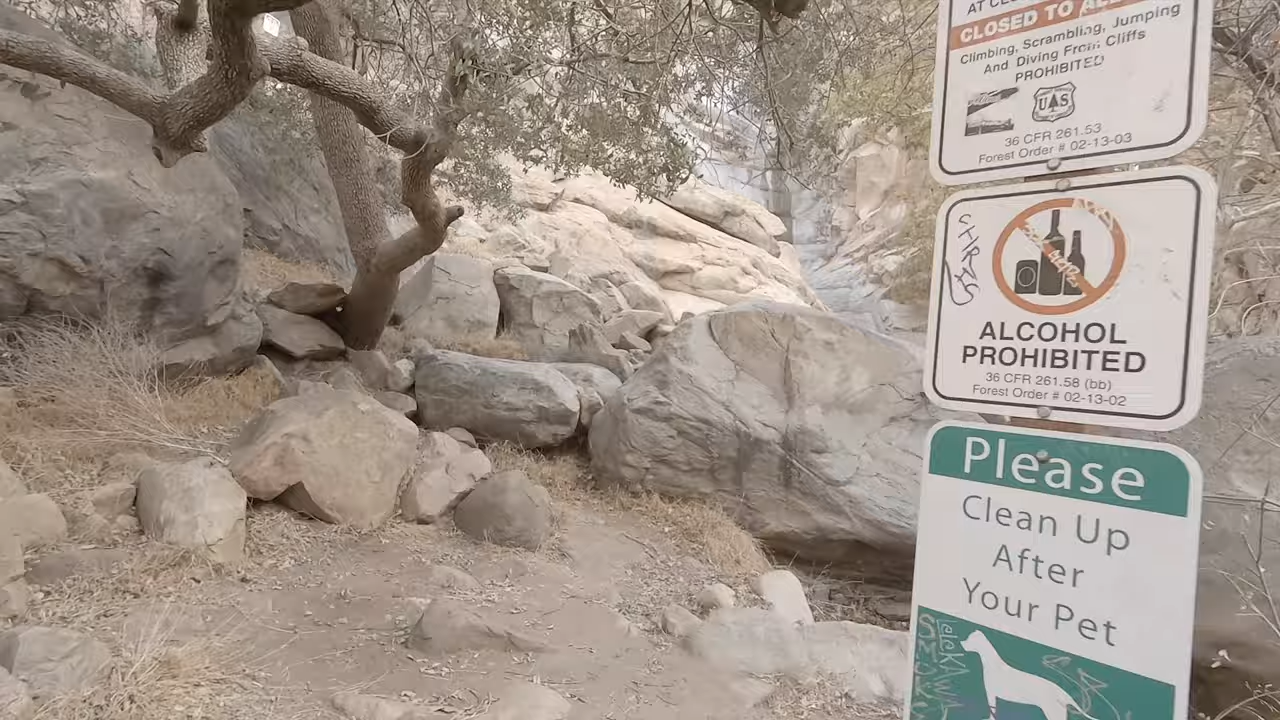 CLOSED TO
Climbing, Scrambling, Jumping
And Diving From Cliffs
PROHIBITED
UAS
36 CFR 261.53
Forest Order # 02-13-03
ALCOHOL
PROHIBITED
36 CFR 261.58 (bb)
Forest Order # 02-13-02
Please
Clean Up
After
Your Pet